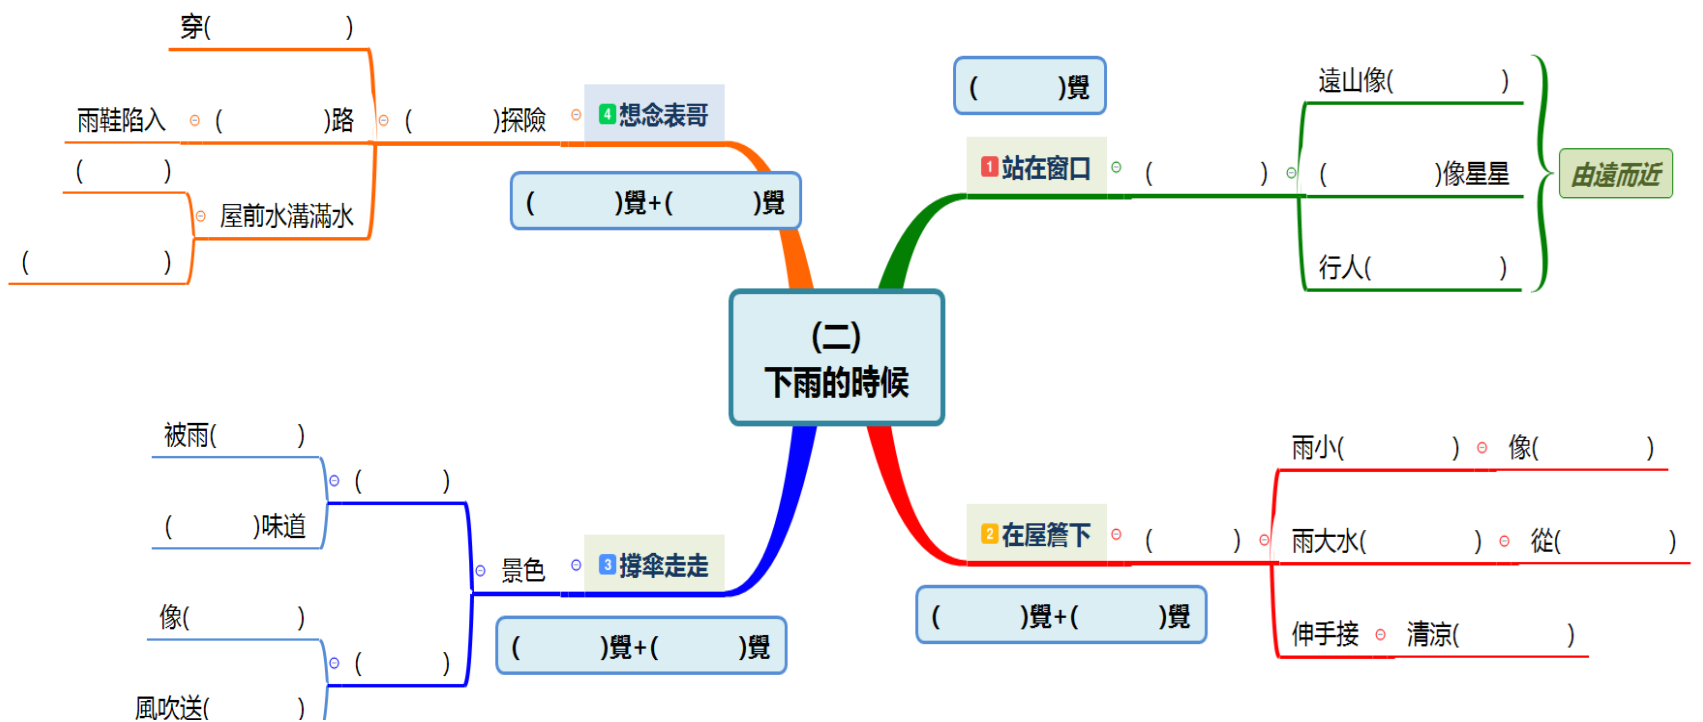 (二)
下雨的時候
(　　　)覺
1 站在窗口
(　　　　)
遠山像(　　　　)
(　　　　)像星星
行人(　　　　)
由遠而近
2 在屋簷下
(　　　)
雨小(　　　　)
像(　　　　)
雨大水(　　　　)
從(　　　　)
伸手接
清涼(　　　　)
(　　　)覺+(　　　)覺
3 撐傘走走
景色
(　　　)
被雨(　　　)
(　　　)味道
(　　　)
像(　　　　)
風吹送(　　　)
(　　　)覺+(　　　)覺
4 想念表哥
(　　　)探險
穿(　　　　　)
(　　　　)路
雨鞋陷入
屋前水溝滿水
(　　　)
(　　　　　)
(　　　)覺+(　　　)覺